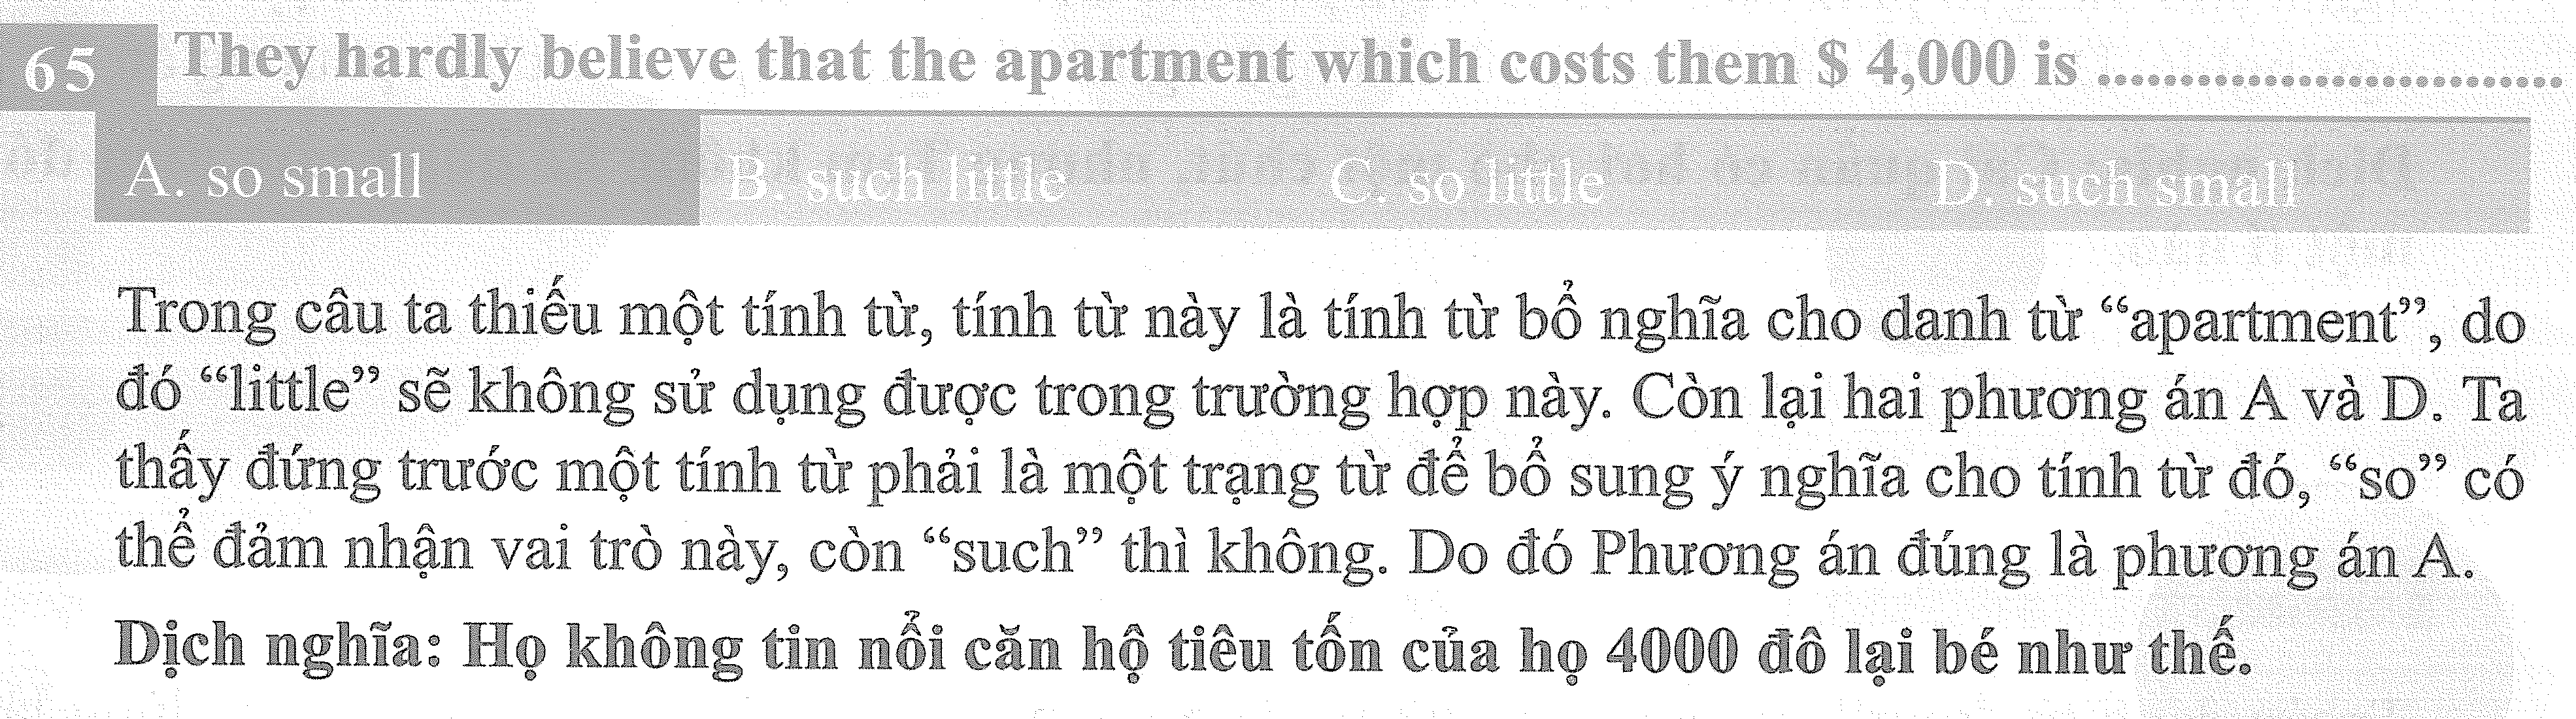 65 They hardly believe that the apartment which costs them $ 4,000 is ............................
A. so small B. such little C. so little D. such small
Trong câu ta thiếu một tính từ, tính từ này là tính từ bổ nghĩa cho danh từ “apartment”, do
đó “little” sẽ không sử dụng được trong trường hợp này. Còn lại hai phương án A và D. Ta
thấy đứng trước một tính từ phải là một trạng từ để bổ sung ý nghĩa cho tính từ đó, “so” có
thể đảm nhận vai trò này, còn “such” thì không. Do đó Phương án đúng là phương án A.
Dịch nghĩa: Họ không tin nổi căn hộ tiêu tốn của họ 4000 đô lại bé như thế.